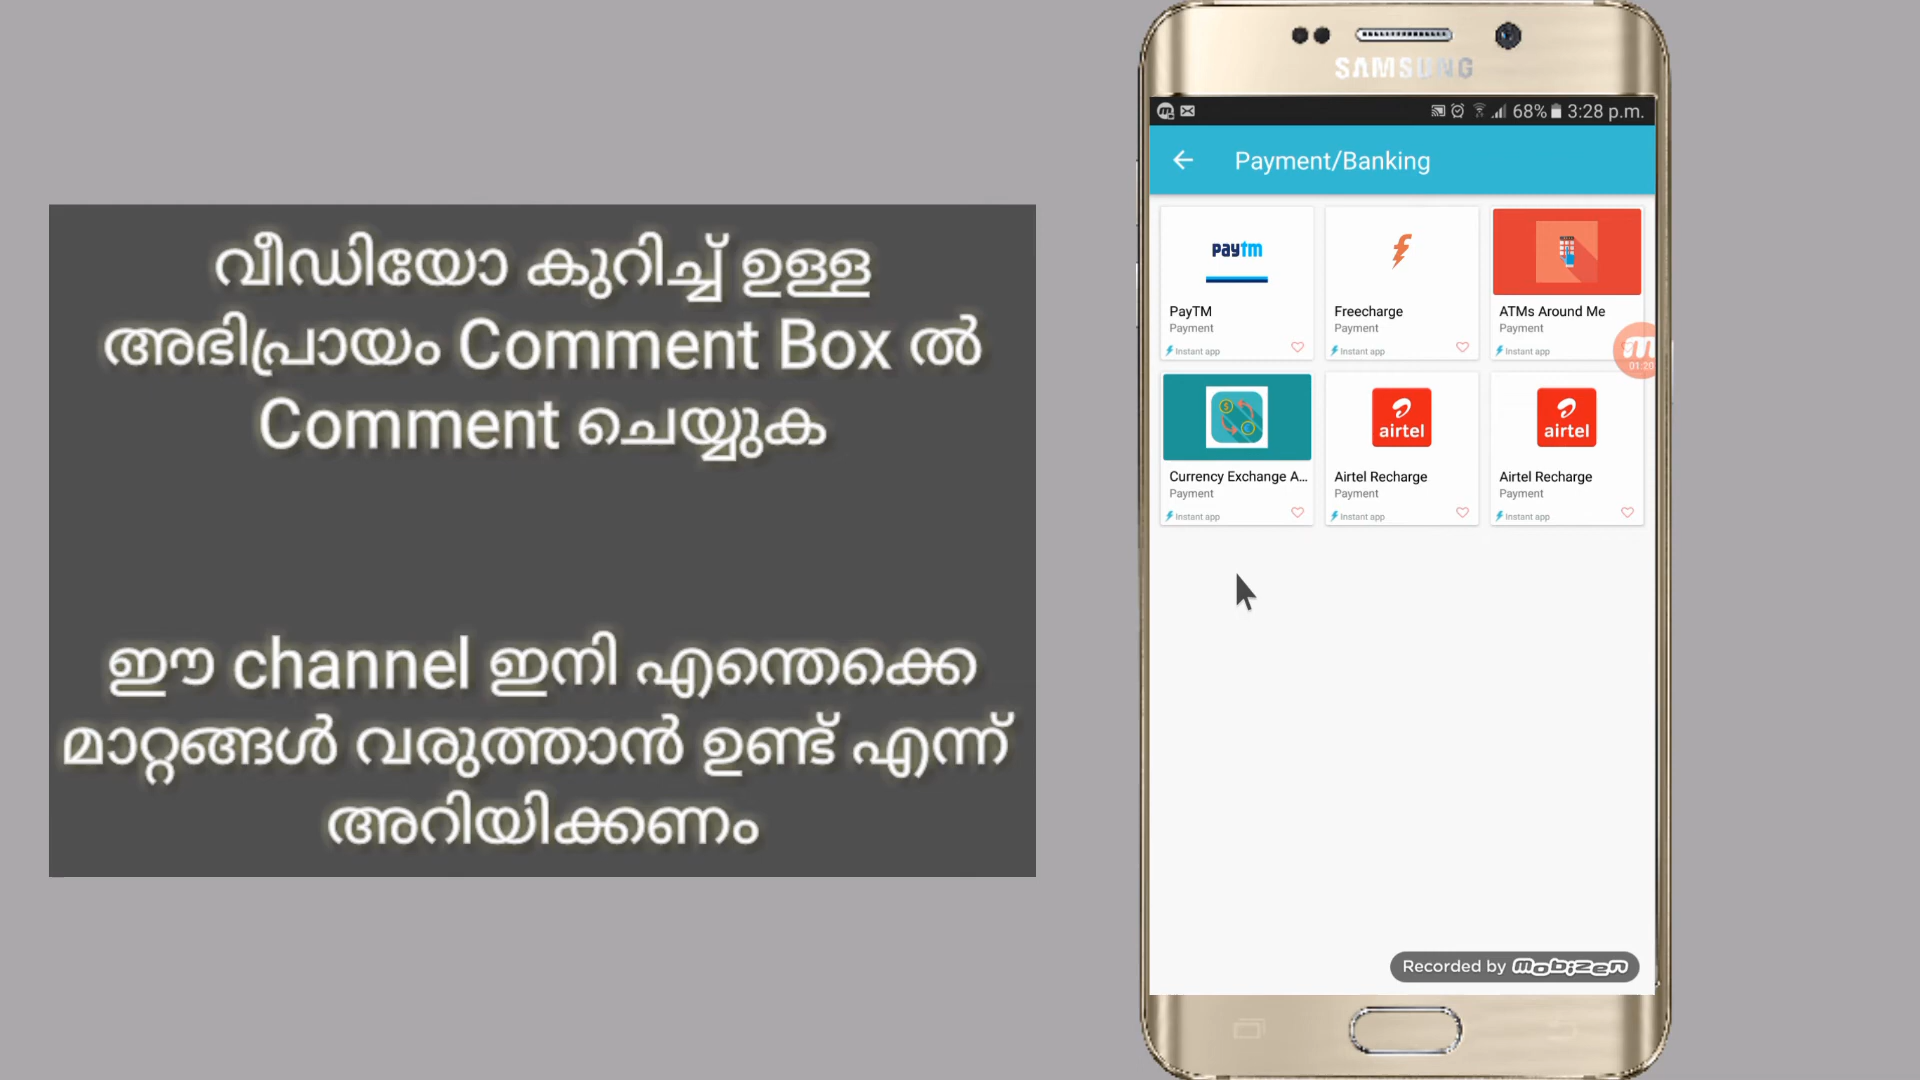 വീഡിയോ കുറിച്ച് ഉള്ള
അഭിപ്രായം Comment Box ൽ
Comment ചെയ്യുക
ഈ channel ഇനി എന്തെക്കെ
മാറ്റങ്ങൾ വരുത്താൻ ഉണ്ട് എന്ന്
അറിയിക്കണം
SAMSUNG
68% 3:28 p.m.
Payment/Banking
paytm
PayTM
Payment
Instant app
Freecharge
Payment
Instant app
ATMs Around Me
Payment
Instant app
01:20
Currency Exchange A...
Payment
Instant app
airtel
Airtel Recharge
Payment
Instant app
airtel
Airtel Recharge
Payment
Instant app
Recorded by mobizen